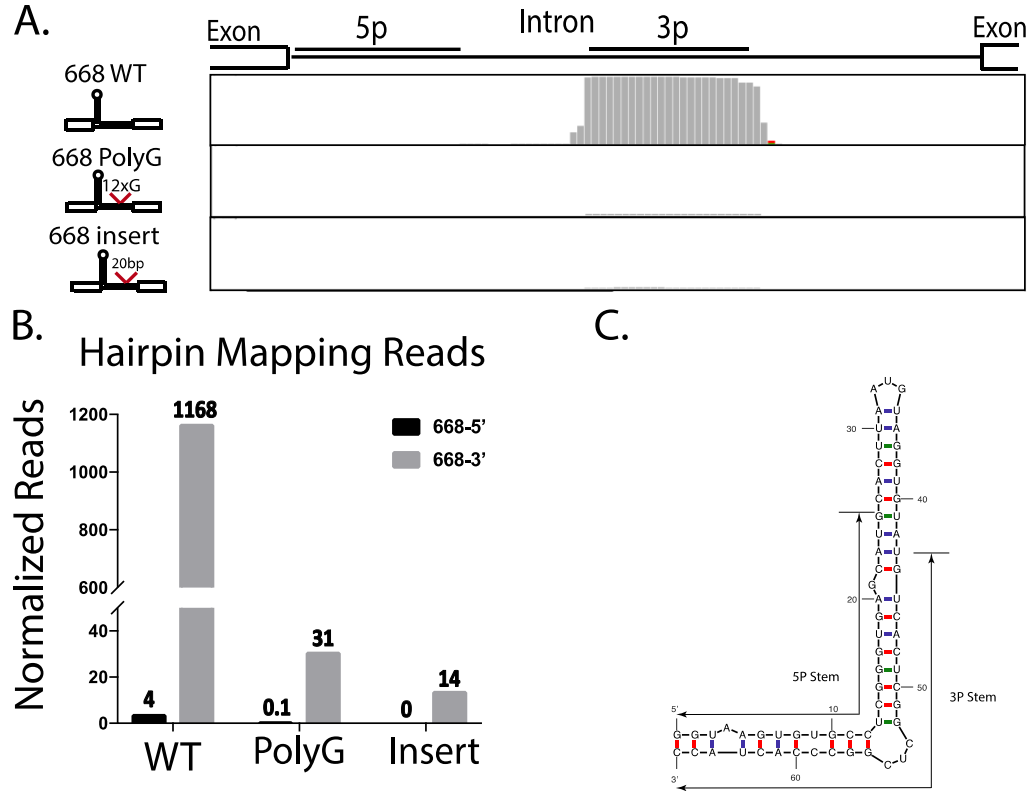 A.
Exon
5p
Intron
3p
Exon
668 WT
668 PolyG
12xG
668 insert
20bp
B.
Hairpin Mapping Reads
Normalized Reads
1200
1000
800
600
40
20
0
1168
4
31
0.1
14
0
668-5'
668-3'
WT
PolyG
Insert
C.
30
40
20
50
5P Stem
3P Stem
5'
10
G G U A A G U G U G C C
3'
60